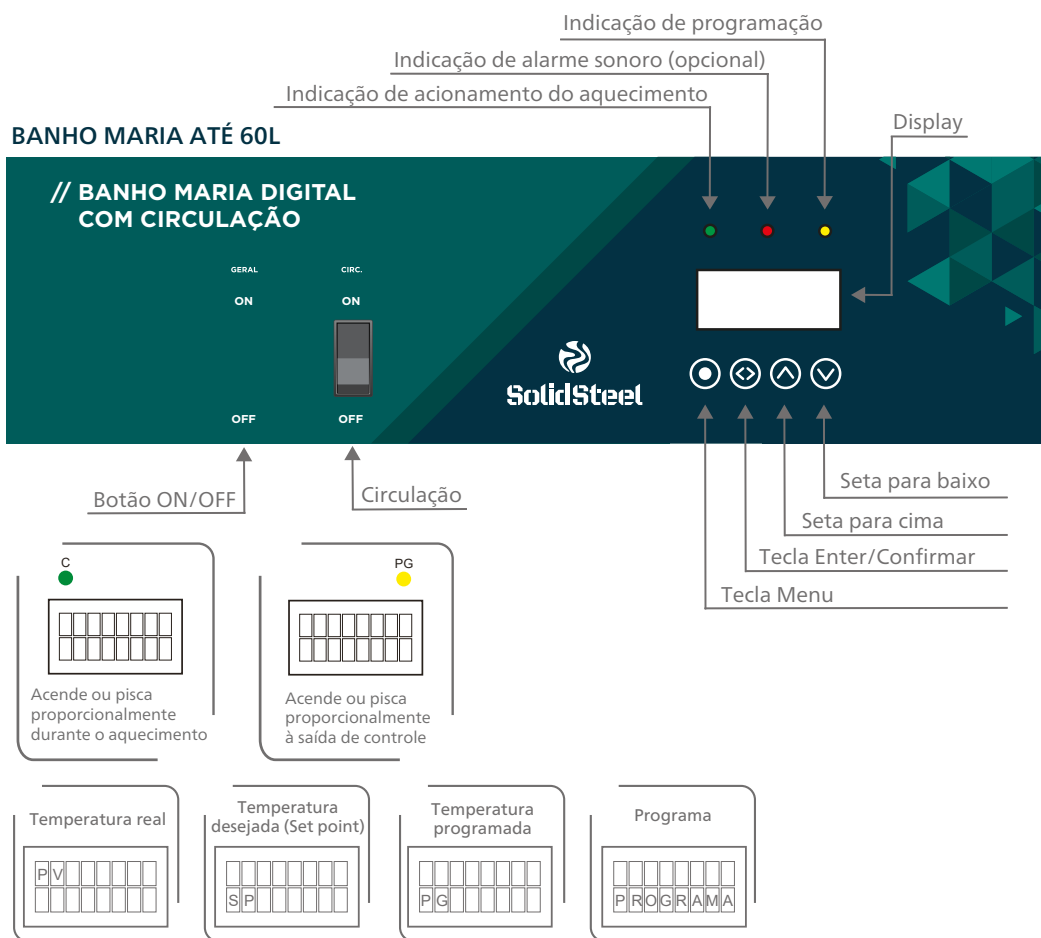 Indicação de programação
Indicação de alarme sonoro (opcional)
Indicação de acionamento do aquecimento
Display
BANHO MARIA ATÉ 60L
// BANHO MARIA DIGITAL
COM CIRCULAÇÃO
GERAL
CIRC.
ON
ON
SolidSteel
OFF
OFF
Botão ON/OFF
Circulação
Seta para baixo
Seta para cima
Tecla Enter/Confirmar
Tecla Menu
C
Acende ou pisca
proporcionalmente
durante o aquecimento
PG
Acende ou pisca
proporcionalmente
à saída de controle
Temperatura real
PV
Temperatura
desejada (Set point)
SP
Temperatura
programada
PG
Programa
PROGRAMA